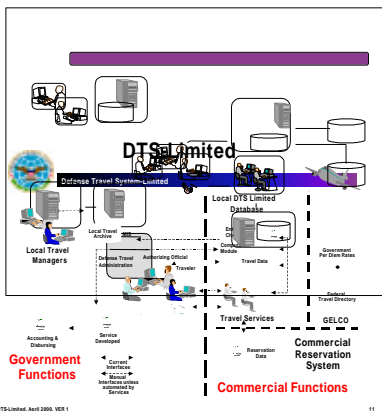 DTS-Limited
Defense Travel System-Limited
Local DTS Limited
Database
Local Travel
Archive
Local Travel
Managers
Defense Travel
Administration
Authorizing Official
Traveler
Module
Travel Data
Government
Per Diem Rates
Federal
Travel Directory
GELCO
Travel Services
Accounting &
Disbursing
Service
Developed
Current
Interfaces
Manual
Interfaces unless
automated by
Services
Reservation
Data
Commercial
Reservation
System
Government
Functions
Commercial Functions
TS-Limited, April 2000, VER 1
11